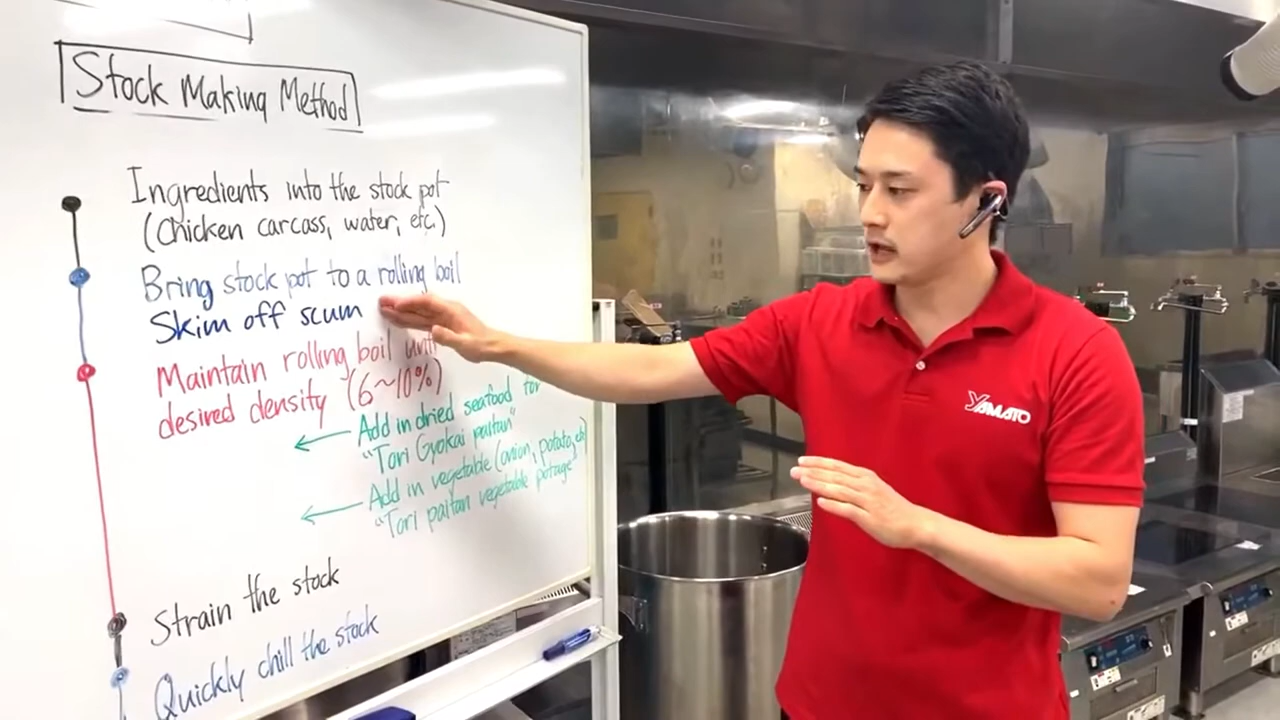 Stock Making Method
Ingredients into the stock pot
(Chicken carcass, water, etc.)
Bring stock pot to a rolling boil
Skim off scum
Maintain rolling boil until
desired density (6~10%)
Add in dried seafood for
"Tori Gyokai paitan"
Add in vegetable (onion, potato, etc)
"Tori paitan vegetable potage"
Strain the stock
Quickly chill the stock
YAMATO